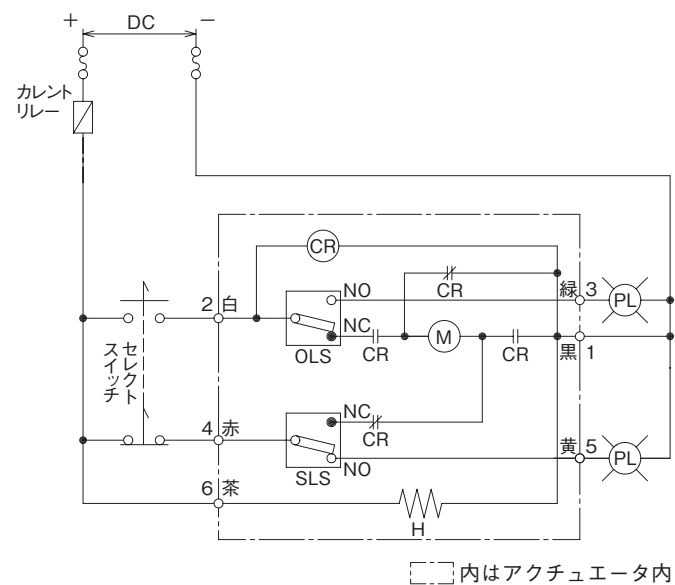 + DC −
カレント
リレー
CR
CR
2 白
NO
緑 3
PL
NC
CR
M
CR
OLS
黒 1
セレクト
スイッチ
NC
CR
4 赤
SLS
NO
黄 5
PL
6 茶
H
内はアクチュエータ内